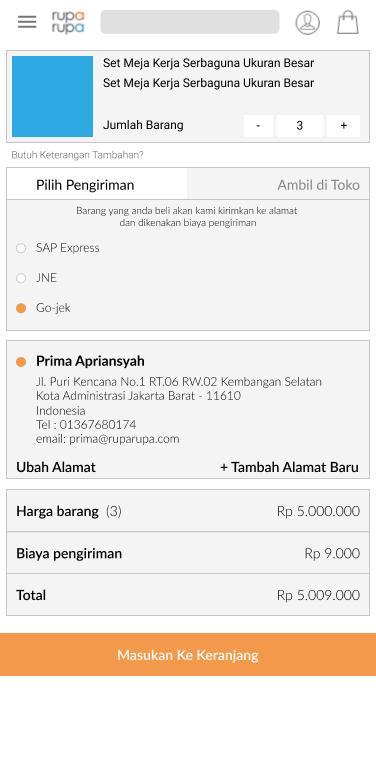 rupa
rupa
Set Meja Kerja Serbaguna Ukuran Besar
Set Meja Kerja Serbaguna Ukuran Besar
Jumlah Barang - 3 +
Butuh Keterangan Tambahan?
Pilih Pengiriman Ambil di Toko
Barang yang anda beli akan kami kirimkan ke alamat
dan dikenakan biaya pengiriman
SAP Express
JNE
Go-jek
Prima Apriansyah
Jl. Puri Kencana No.1 RT.06 RW.02 Kembangan Selatan
Kota Administrasi Jakarta Barat - 11610
Indonesia
Tel : 01367680174
email: prima@ruparupa.com
Ubah Alamat + Tambah Alamat Baru
Harga barang (3) Rp 5.000.000
Biaya pengiriman Rp 9.000
Total Rp 5.009.000
Masukan Ke Keranjang